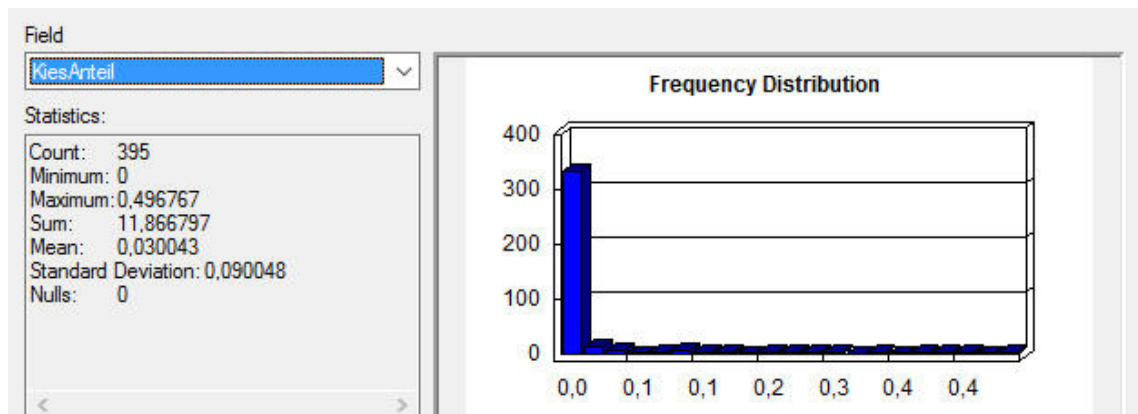 Field
KiesAnteil
Statistics:
Count: 395
Minimum: 0
Maximum: 0,496767
Sum: 11,866797
Mean: 0,030043
Standard Deviation: 0,090048
Nulls: 0
Frequency Distribution
400
300
200
100
0
0,0 0,1 0,1 0,2 0,3 0,4 0,4